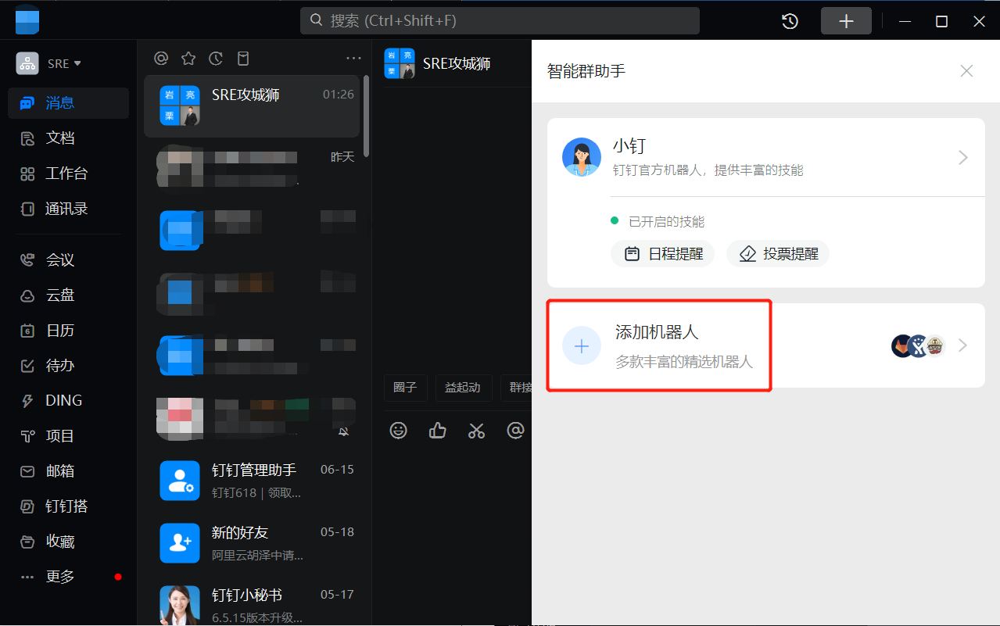 搜索 (Ctrl+Shift+F)
SRE
消息
文档
工作台
通讯录
会议
云盘
6
日历
待办
DING
项目
邮箱
钉钉搭
收藏
更多
岩 亮
栗
SRE攻城狮
01:26
昨天
钉钉管理助手
06-15
钉钉618 | 领取...
新的好友
05-18
阿里云胡泽中请...
钉钉小秘书
05-17
6.5.15版本升级...
岩 亮
栗
SRE攻城狮
圈子
益起动
群接
智能群助手
小钉
钉钉官方机器人，提供丰富的技能
已开启的技能
日程提醒
投票提醒
添加机器人
多款丰富的精选机器人